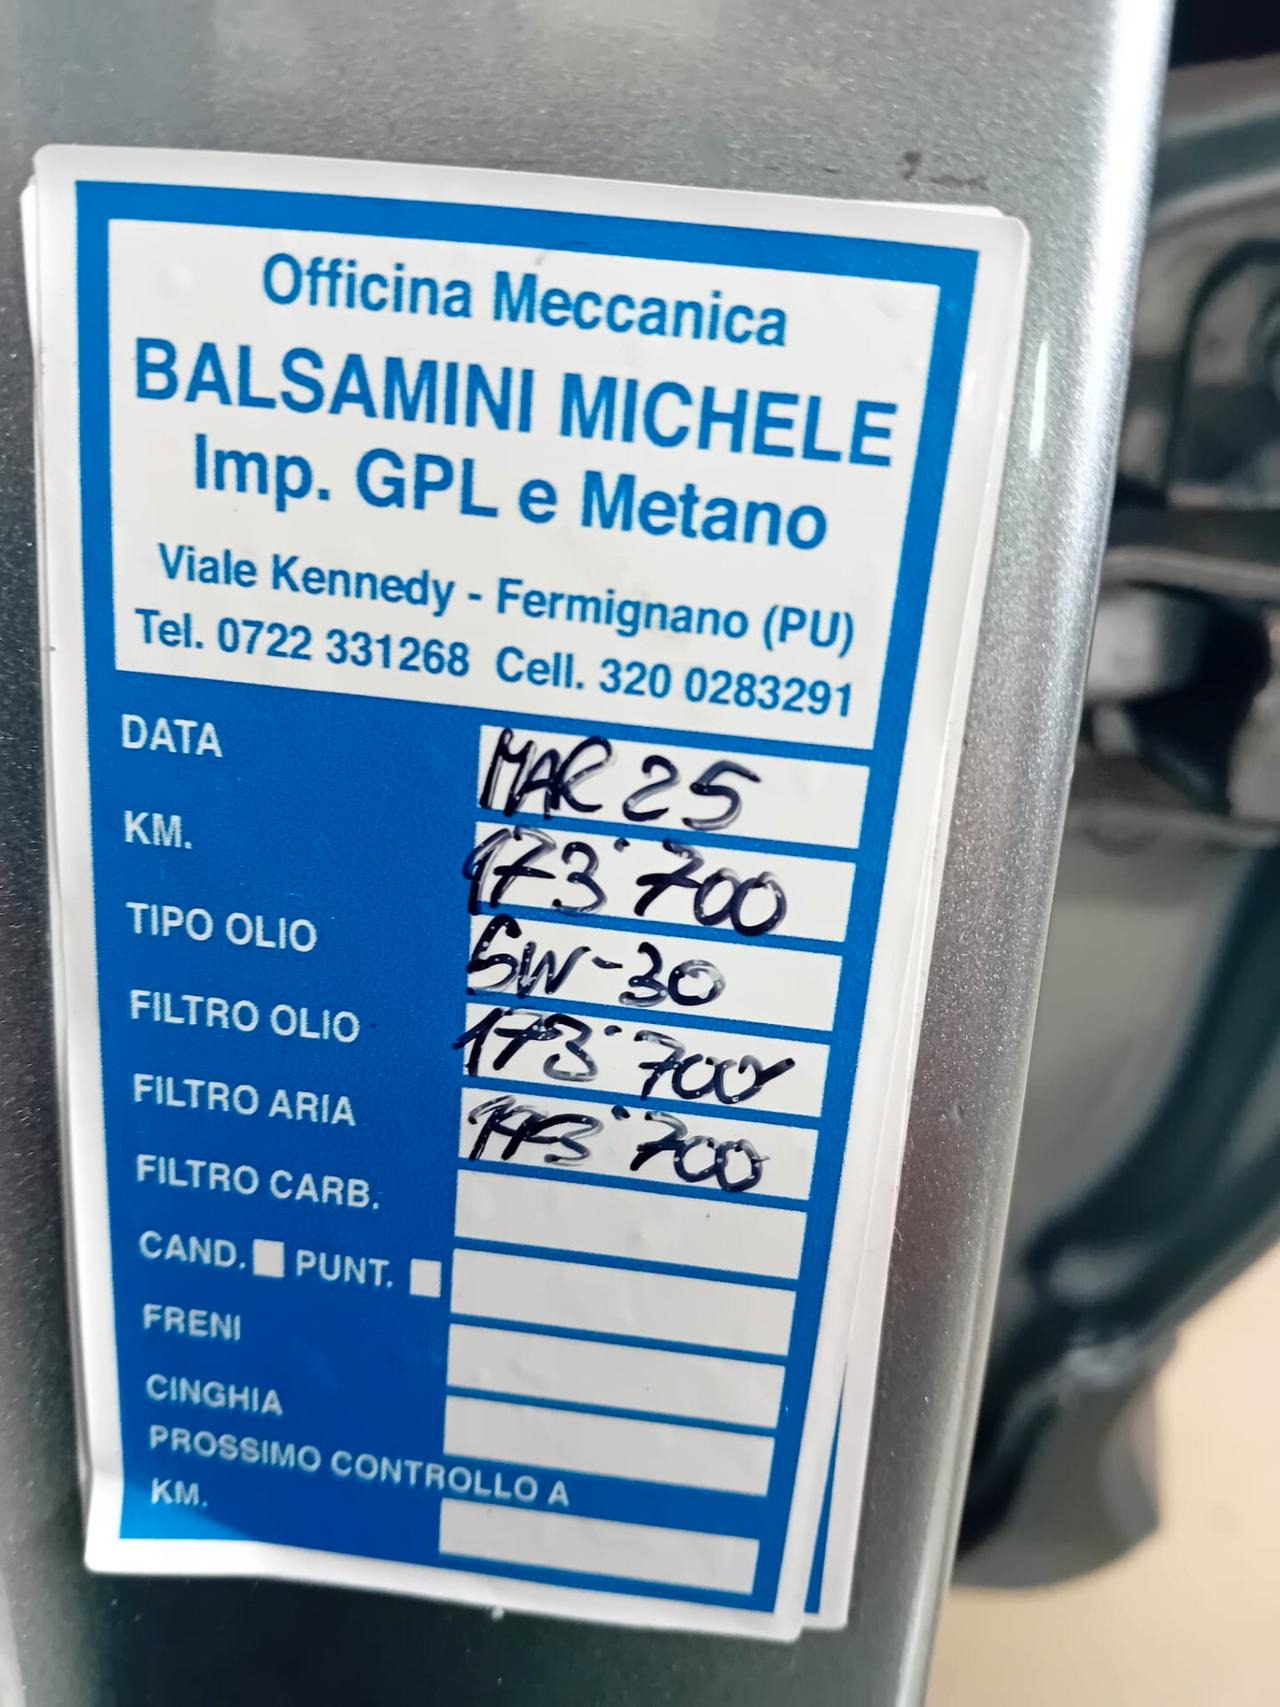 Officina Meccanica
BALSAMINI MICHELE
Imp. GPL e Metano
Viale Kennedy - Fermignano (PU)
Tel. 0722 331268 Cell. 320 0283291
DATA MAR 25
KM. 173˙700
TIPO OLIO 5W-30
FILTRO OLIO 173˙700
FILTRO ARIA 173˙700
FILTRO CARB.
CAND. PUNT.
FRENI
CINGHIA
PROSSIMO CONTROLLO A
KM.